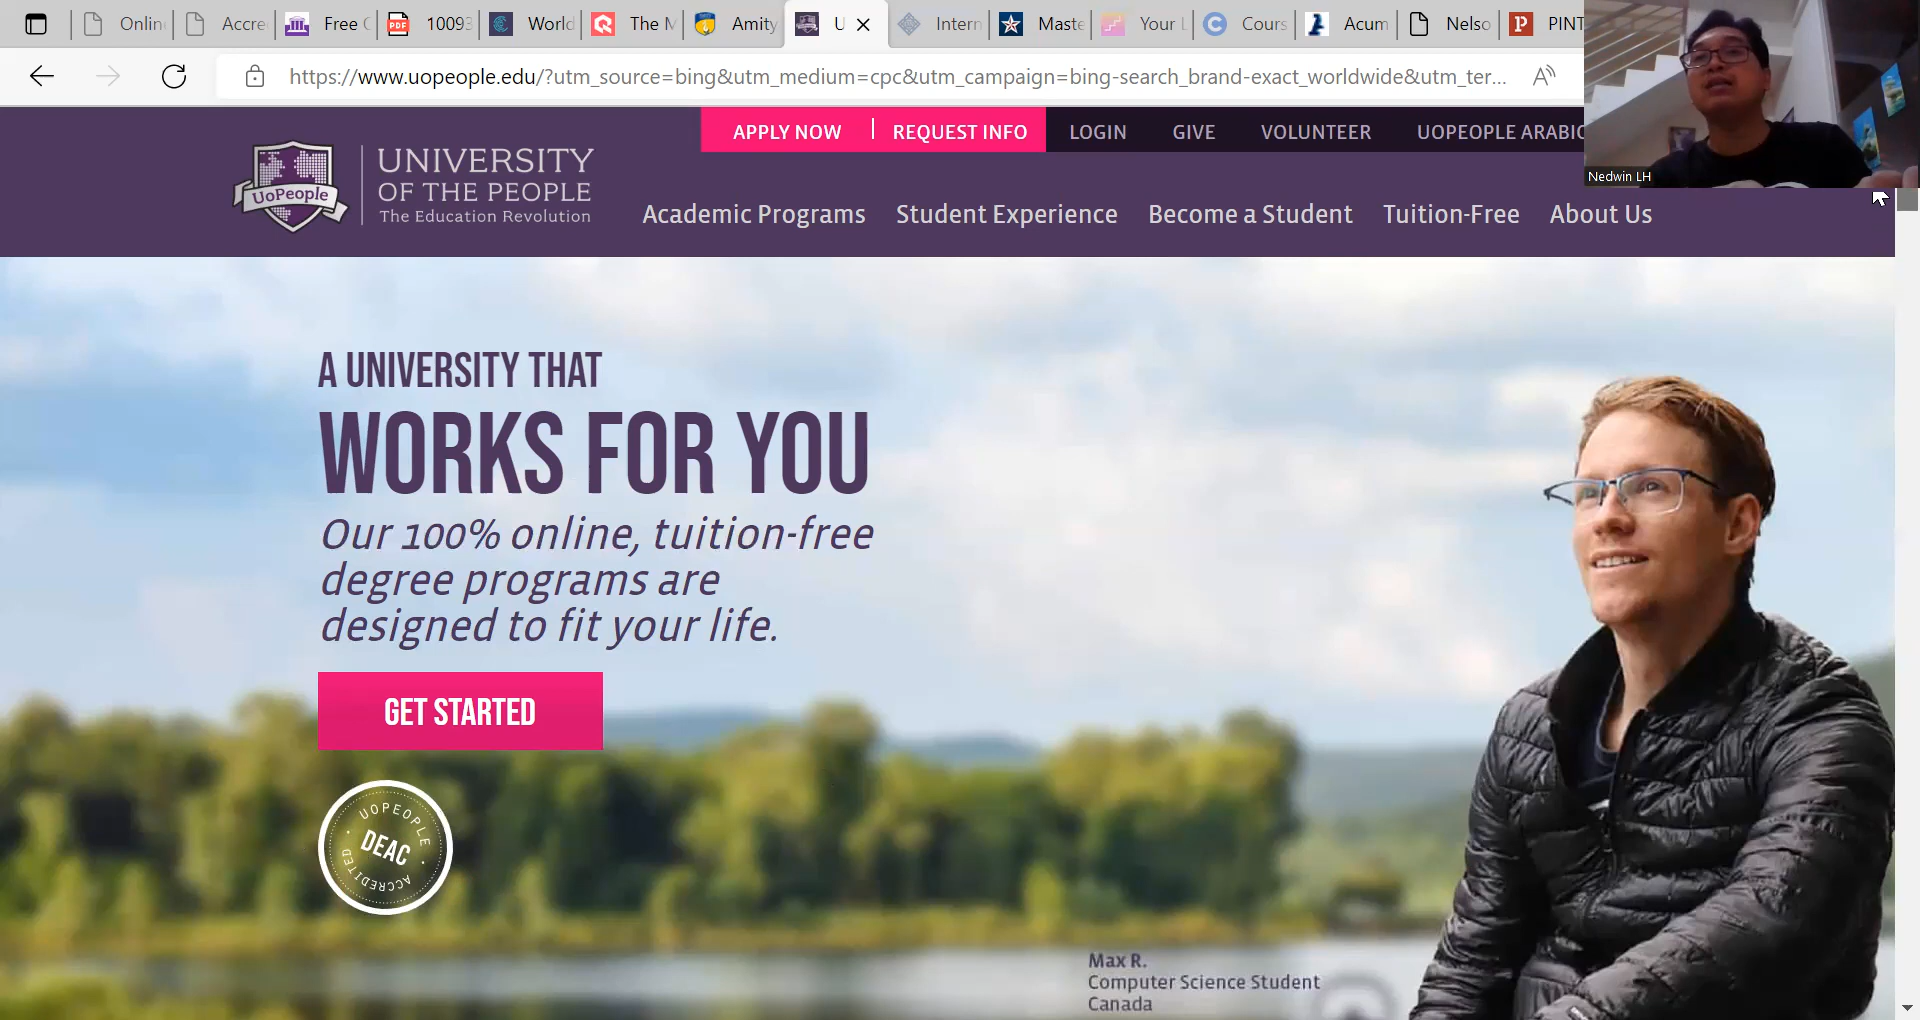 Online
Accre
Free C
PDF
10093
World
The M
Amity
U
Intern
Maste
Your L
Cours
Acum
Nelso
PINT
https://www.uopeople.edu/?utm_source=bing&utm_medium=cpc&utm_campaign=bing-search_brand-exact_worldwide&utm_ter...
APPLY NOW | REQUEST INFO LOGIN GIVE VOLUNTEER UOPEOPLE ARABIC
Nedwin LH
UoPeople
UNIVERSITY
OF THE PEOPLE
The Education Revolution
Academic Programs Student Experience Become a Student Tuition-Free About Us
A UNIVERSITY THAT
WORKS FOR YOU
Our 100% online, tuition-free
degree programs are
designed to fit your life.
GET STARTED
UOPEOPLE
DEAC
ACCREDITED
Max R.
Computer Science Student
Canada